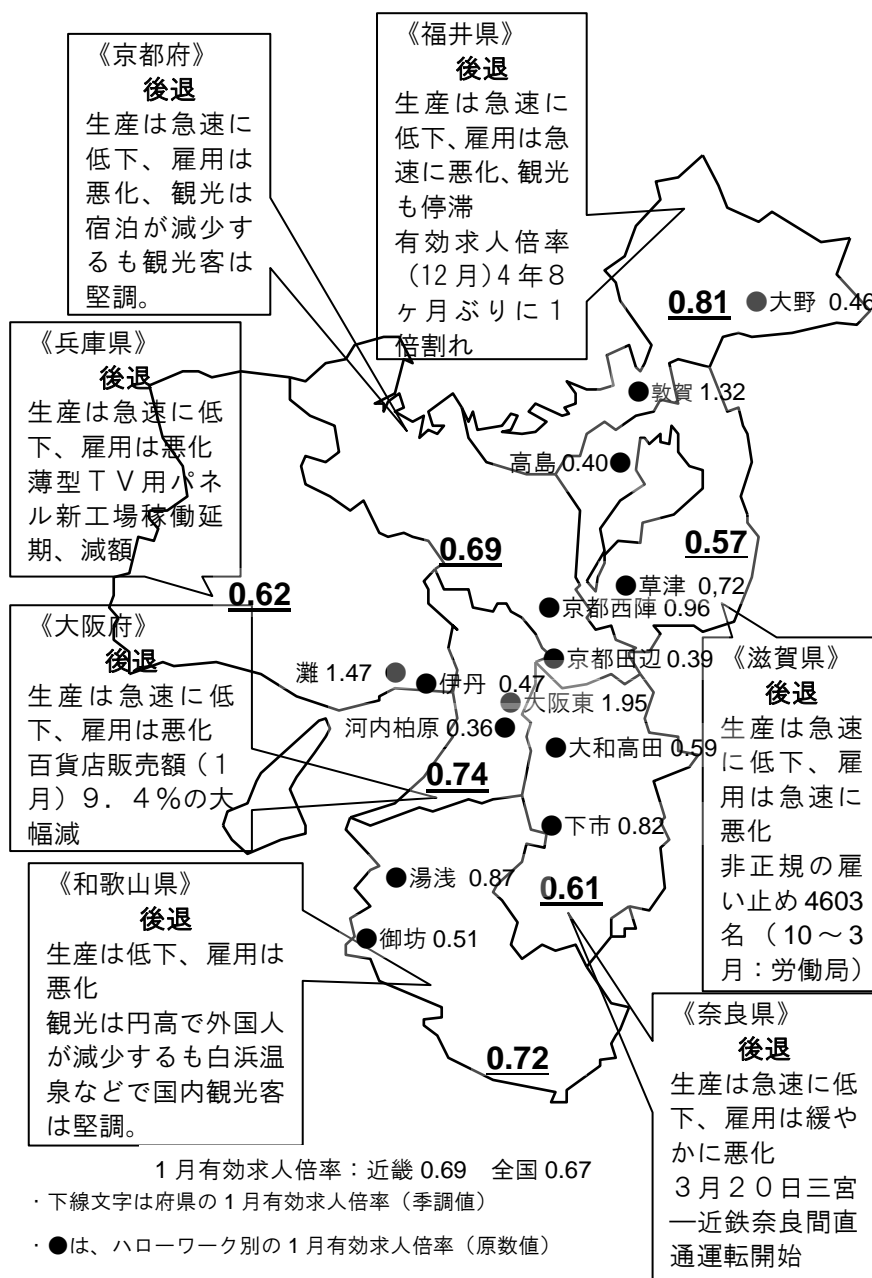 《京都府》
後退
生産は急速に
低下、雇用は
悪化、観光は
宿泊が減少す
るも観光客は
堅調。
《福井県》
後退
生産は急速に
低下、雇用は急
速に悪化、観光
も停滞
有効求人倍率
(12月)4年8
ヶ月ぶりに1
倍割れ
0.81
大野 0.46
敦賀 1.32
高島 0.40
《兵庫県》
後退
生産は急速に低
下、雇用は悪化
薄型TV用パネ
ル新工場稼働延
期、減額
0.69
0.57
0.62
草津 0,72
京都西陣 0.96
《大阪府》
後退
生産は急速に低
下、雇用は悪化
百貨店販売額(1
月)9.4%の大
幅減
灘 1.47
伊丹 0.47
京都田辺 0.39
大阪東 1.95
河内柏原 0.36
大和高田 0.59
0.74
下市 0.82
《滋賀県》
後退
生産は急速
に低下、雇
用は急速に
悪化
非正規の雇
い止め 4603
名(10~3
月:労働局)
《和歌山県》
後退
生産は低下、雇用は
悪化
観光は円高で外国人
が減少するも白浜温
泉などで国内観光客
は堅調。
湯浅 0.87
0.61
御坊 0.51
0.72
《奈良県》
後退
生産は急速に低
下、雇用は緩や
かに悪化
3月20日三宮
―近鉄奈良間直
通運転開始
1月有効求人倍率:近畿 0.69 全国 0.67
・下線文字は府県の1月有効求人倍率(季調値)
・●は、ハローワーク別の1月有効求人倍率(原数値)